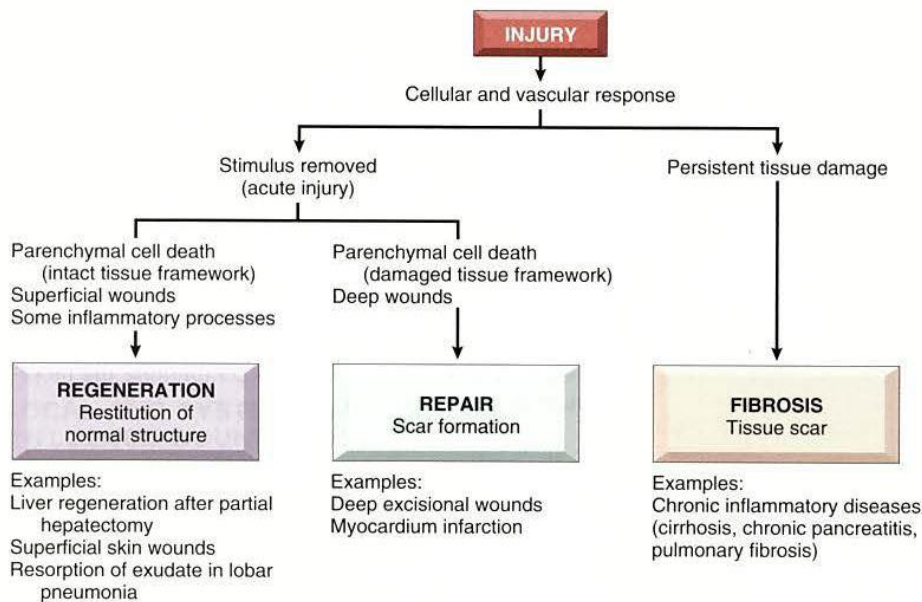 INJURY
Cellular and vascular response
Stimulus removed
(acute injury)
Persistent tissue damage
Parenchymal cell death
(intact tissue framework)
Superficial wounds
Some inflammatory processes
Parenchymal cell death
(damaged tissue framework)
Deep wounds
REGENERATION
Restitution of
normal structure
REPAIR
Scar formation
FIBROSIS
Tissue scar
Examples:
Liver regeneration after partial
hepatectomy
Superficial skin wounds
Resorption of exudate in lobar
pneumonia
Examples:
Deep excisional wounds
Myocardium infarction
Examples:
Chronic inflammatory diseases
(cirrhosis, chronic pancreatitis,
pulmonary fibrosis)